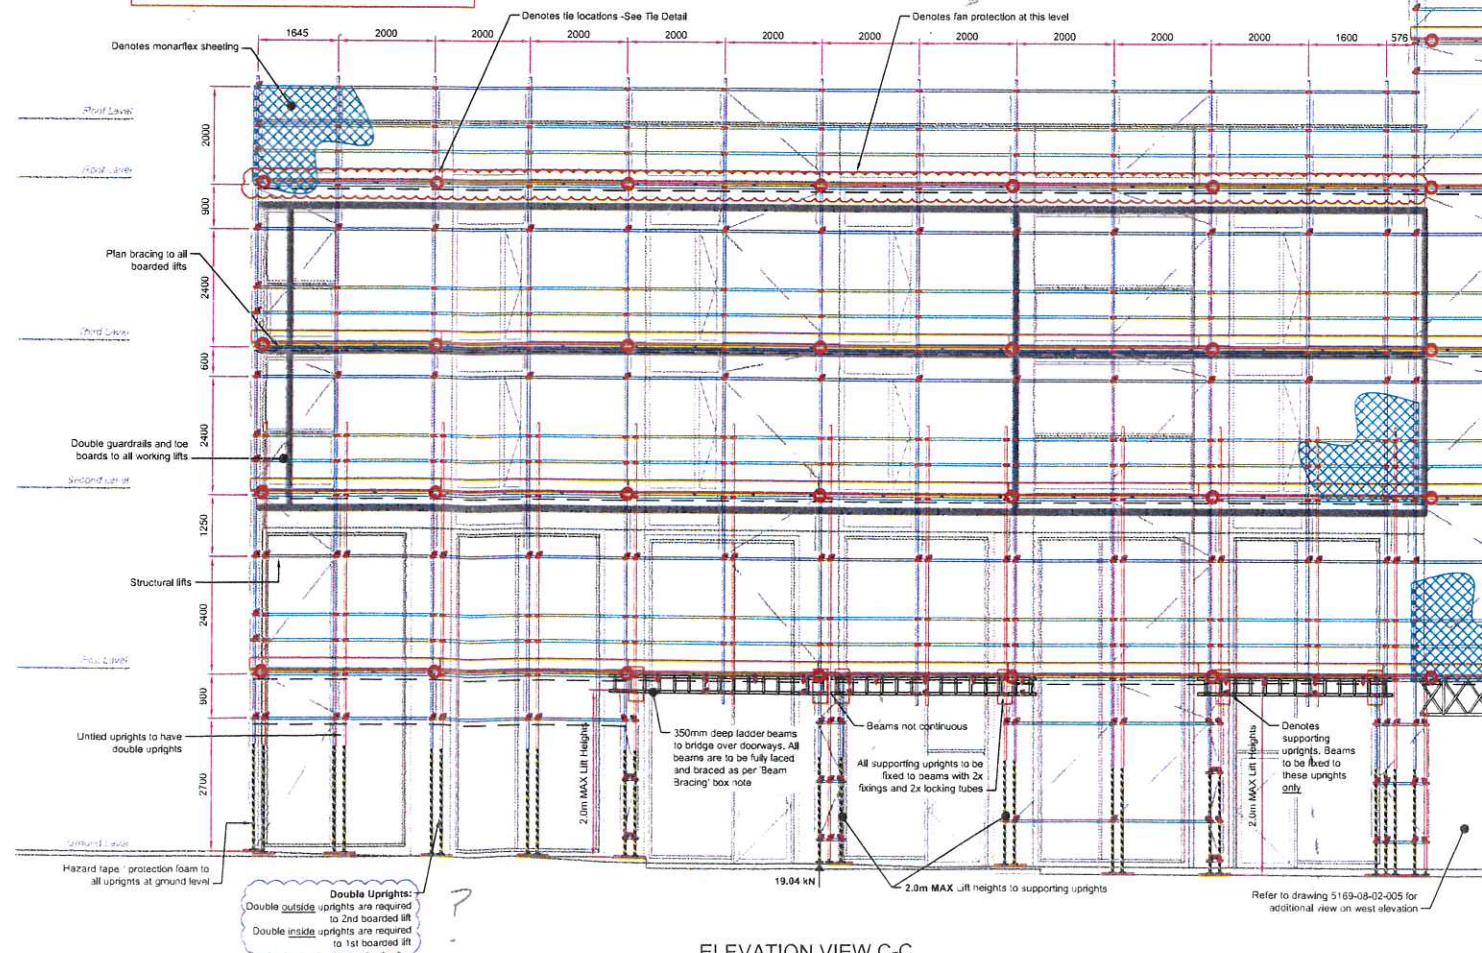 Denotes tie locations -See Tie Detail
Denotes fan protection at this level
Denotes monarflex sheeting
1645
2000
2000
2000
2000
2000
2000
2000
2000
2000
2000
1600
576
Roof Level
2000
Roof Level
900
Plan bracing to all
boarded lifts
2400
Third Level
600
Double guardrails and toe
boards to all working lifts
2400
Second Level
1250
Structural lifts
2400
First Level
900
Untied uprights to have
double uprights
2700
Ground Level
Hazard tape protection foam to
all uprights at ground level
Double Uprights:
Double outside uprights are required
to 2nd boarded lift
Double inside uprights are required
to 1st boarded lift
?
2.0m MAX Lift Heights
350mm deep ladder beams
to bridge over doorways. All
beams are to be fully laced
and braced as per 'Beam
Bracing' box note
Beams not continuous
All supporting uprights to be
fixed to beams with 2x
fixings and 2x locking tubes
2.0m MAX Lift Heights
Denotes
supporting
uprights. Beams
to be fixed to
these uprights
only
19.04 kN
2.0m MAX Lift heights to supporting uprights
Refer to drawing 5169-08-02-005 for
additional view on west elevation
ELEVATION VIEW C-C